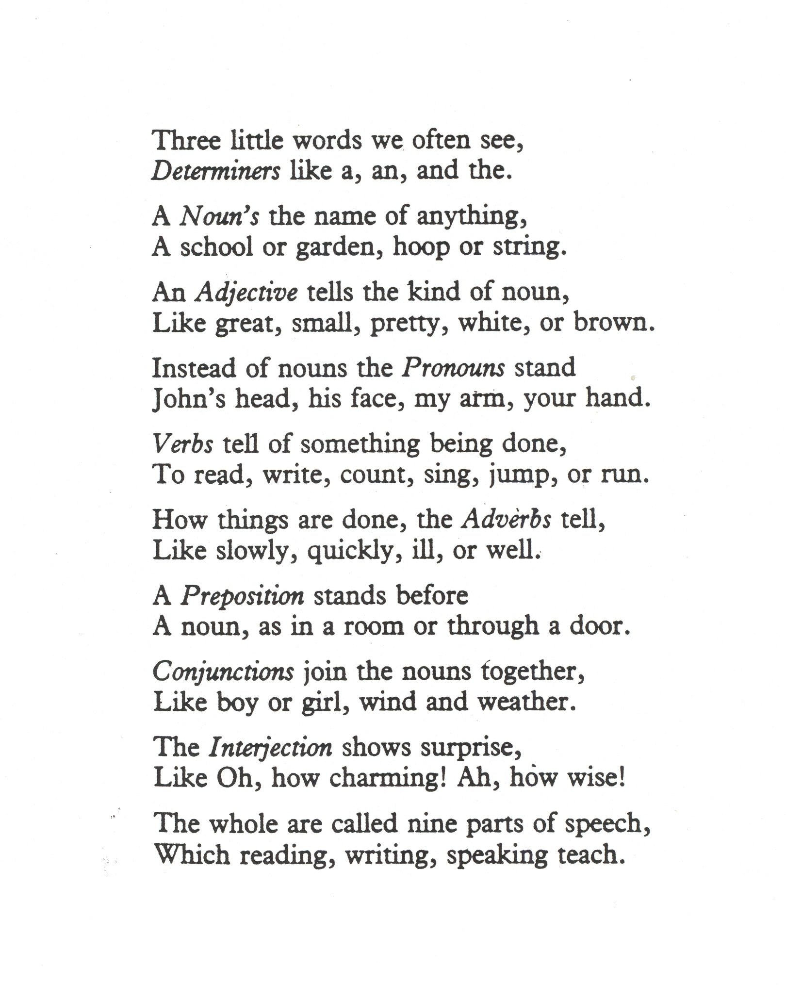 Three little words we often see,
Determiners like a, an, and the.
A Noun's the name of anything,
A school or garden, hoop or string.
An Adjective tells the kind of noun,
Like great, small, pretty, white, or brown.
Instead of nouns the Pronouns stand
John's head, his face, my arm, your hand.
Verbs tell of something being done,
To read, write, count, sing, jump, or run.
How things are done, the Adverbs tell,
Like slowly, quickly, ill, or well.
A Preposition stands before
A noun, as in a room or through a door.
Conjunctions join the nouns together,
Like boy or girl, wind and weather.
The Interjection shows surprise,
Like Oh, how charming! Ah, how wise!
The whole are called nine parts of speech,
Which reading, writing, speaking teach.